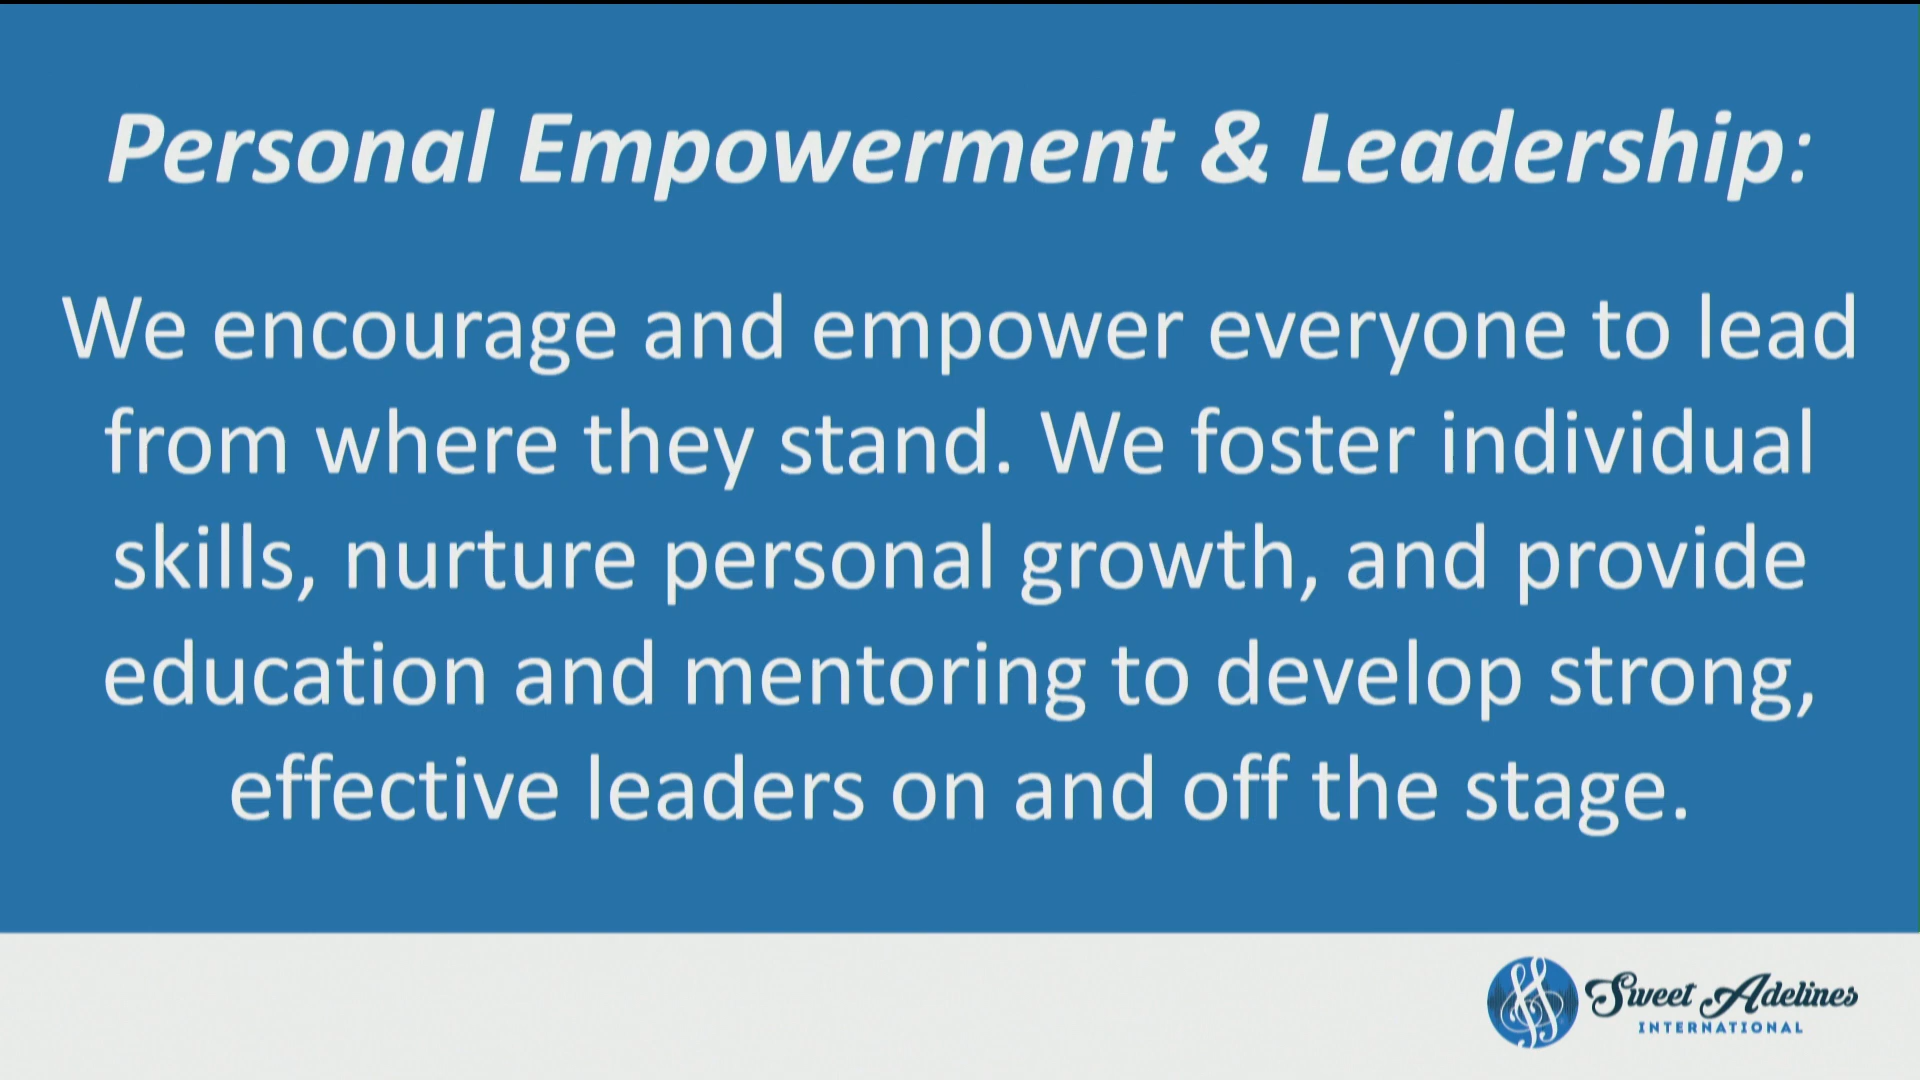 Personal Empowerment & Leadership:
We encourage and empower everyone to lead
from where they stand. We foster individual
skills, nurture personal growth, and provide
education and mentoring to develop strong,
effective leaders on and off the stage.
Sweet Adelines
INTERNATIONAL